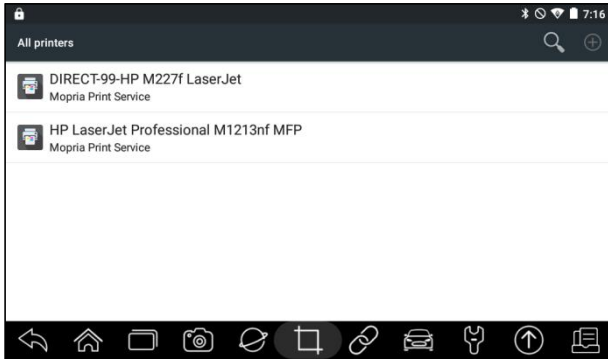 7:16
All printers
DIRECT-99-HP M227f LaserJet
Mopria Print Service
HP LaserJet Professional M1213nf MFP
Mopria Print Service